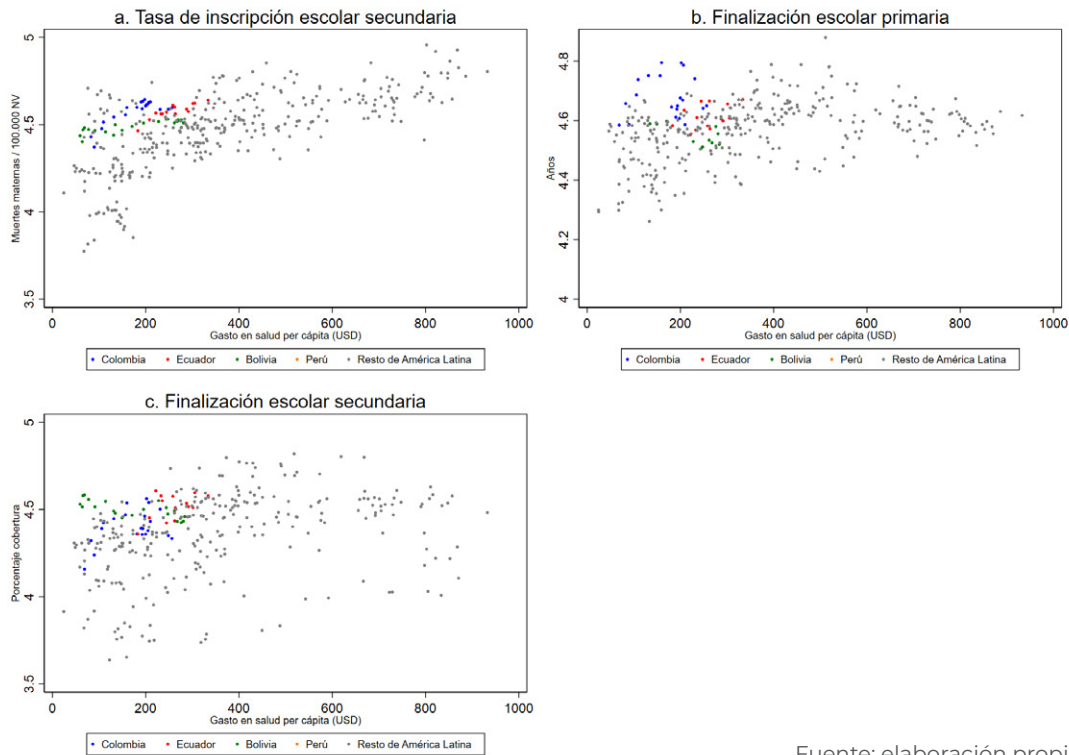 a. Tasa de inscripción escolar secundaria
Muertes maternas / 100.000 NV
5
4.5
4
3.5
0 200 400 600 800 1000
Gasto en salud per cápita (USD)
Colombia Ecuador Bolivia Perú Resto de América Latina
b. Finalización escolar primaria
Años
4.8
4.6
4.4
4.2
4
0 200 400 600 800 1000
Gasto en salud per cápita (USD)
Colombia Ecuador Bolivia Perú Resto de América Latina
c. Finalización escolar secundaria
Porcentaje cobertura
5
4.5
4
3.5
0 200 400 600 800 1000
Gasto en salud per cápita (USD)
Colombia Ecuador Bolivia Perú Resto de América Latina
Fuente: elaboración propi